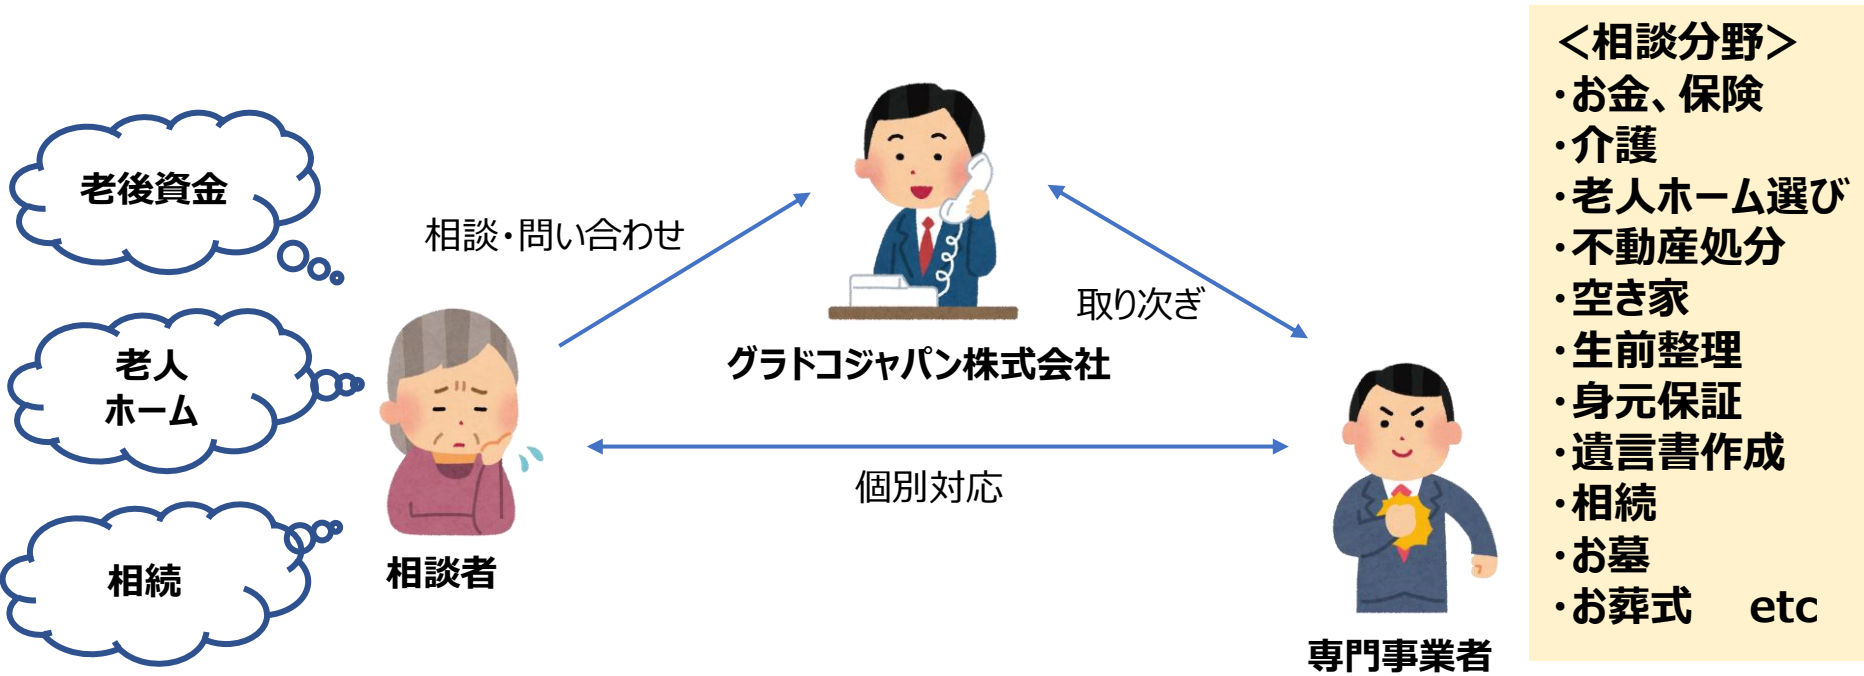 老後資金
老人
ホーム
相続
相談者
相談・問い合わせ
グラドコジャパン株式会社
取り次ぎ
個別対応
専門事業者
＜相談分野＞
・お金、保険
・介護
・老人ホーム選び
・不動産処分
・空き家
・生前整理
・身元保証
・遺言書作成
・相続
・お墓
・お葬式　etc